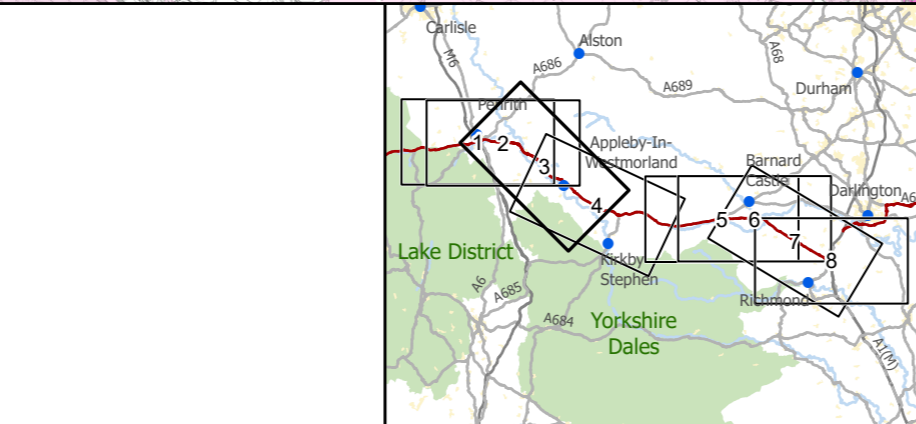 Carlisle
M6
Alston
A68
A686
A689
Durham
Penrith
1
2
Appleby-In-
Westmorland
3
Barnard
Castle
Darlington
A6
4
5
6
7
8
Lake District
Kirkby
Stephen
A6
A685
Richmond
A684
Yorkshire
Dales
A1(M)